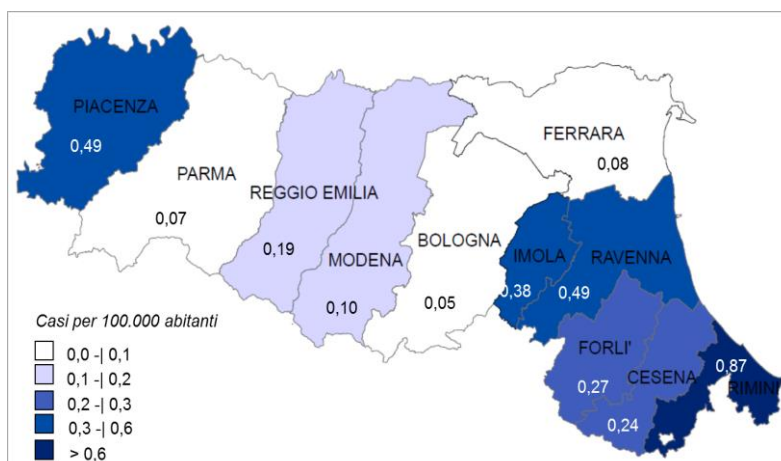 PIACENZA
0,49
PARMA
0,07
REGGIO EMILIA
0,19
MODENA
0,10
BOLOGNA
0,05
FERRARA
0,08
IMOLA
0,38
RAVENNA
0,49
FORLI'
0,27
CESENA
0,24
0,87
RIMINI
Casi per 100.000 abitanti
0,0 -| 0,1
0,1 -| 0,2
0,2 -| 0,3
0,3 -| 0,6
> 0,6